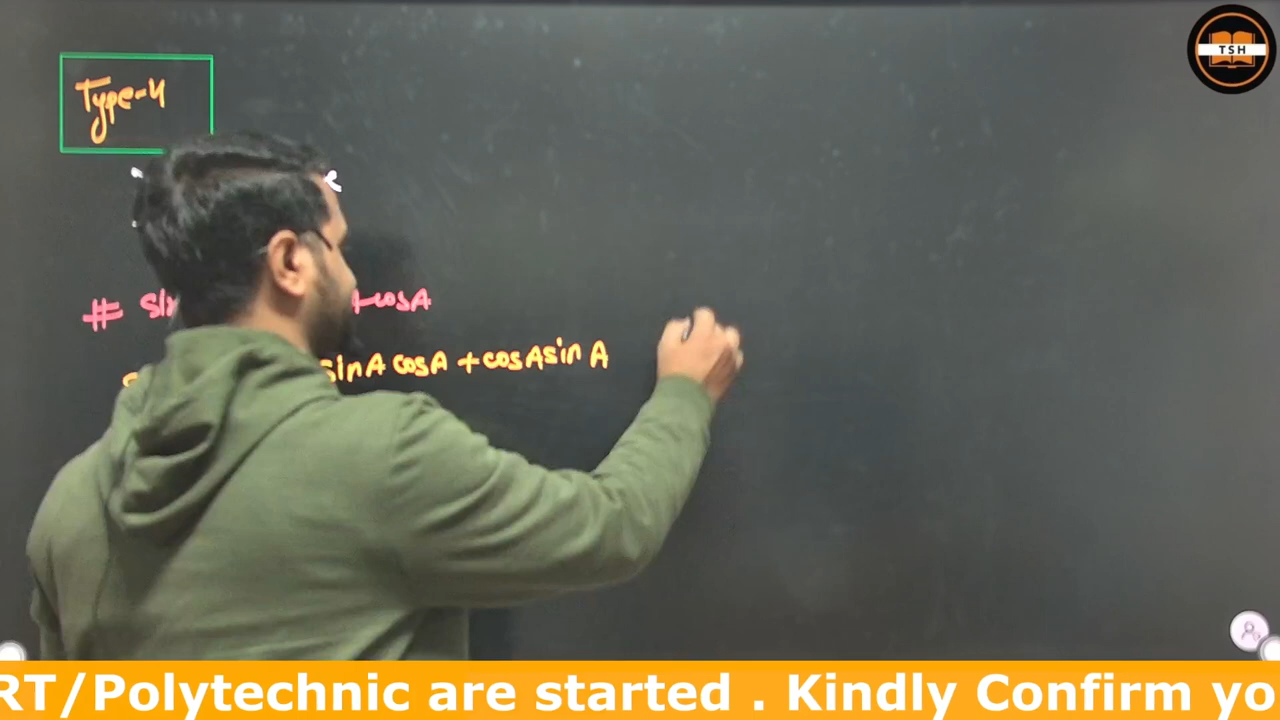 Type-4
TSH
# sin + cosA
sinA cosA + cosA sin A
RT/Polytechnic are started . Kindly Confirm yo